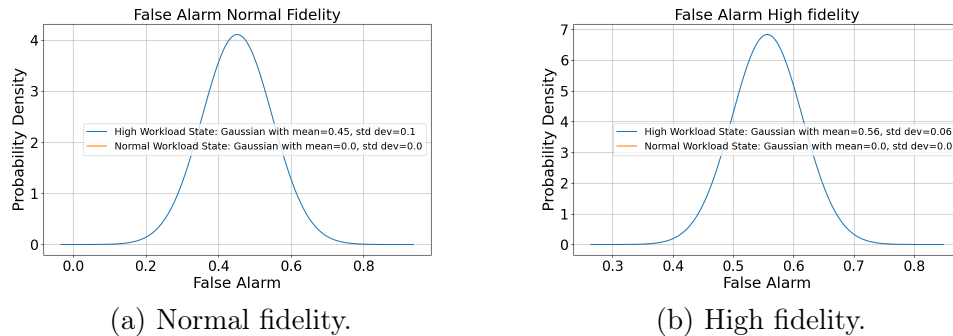 False Alarm Normal Fidelity
Probability Density
4
3
2
1
0
High Workload State: Gaussian with mean=0.45, std dev=0.1
Normal Workload State: Gaussian with mean=0.0, std dev=0.0
0.0 0.2 0.4 0.6 0.8
False Alarm
(a) Normal fidelity.
False Alarm High fidelity
Probability Density
7
6
5
4
3
2
1
0
High Workload State: Gaussian with mean=0.56, std dev=0.06
Normal Workload State: Gaussian with mean=0.0, std dev=0.0
0.3 0.4 0.5 0.6 0.7 0.8
False Alarm
(b) High fidelity.